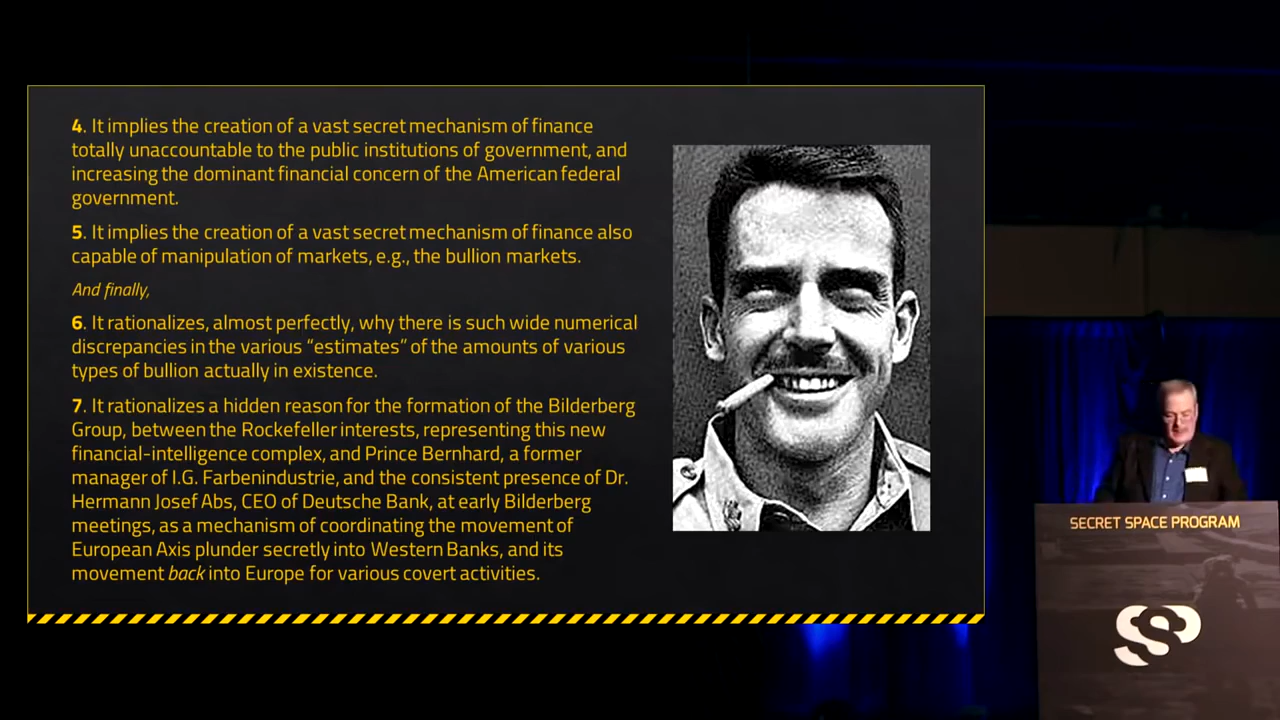 4. It implies the creation of a vast secret mechanism of finance
totally unaccountable to the public institutions of government, and
increasing the dominant financial concern of the American federal
government.
5. It implies the creation of a vast secret mechanism of finance also
capable of manipulation of markets, e.g., the bullion markets.
And finally,
6. It rationalizes, almost perfectly, why there is such wide numerical
discrepancies in the various “estimates” of the amounts of various
types of bullion actually in existence.
7. It rationalizes a hidden reason for the formation of the Bilderberg
Group, between the Rockefeller interests, representing this new
financial-intelligence complex, and Prince Bernhard, a former
manager of I.G. Farbenindustrie, and the consistent presence of Dr.
Hermann Josef Abs, CEO of Deutsche Bank, at early Bilderberg
meetings, as a mechanism of coordinating the movement of
European Axis plunder secretly into Western Banks, and its
movement back into Europe for various covert activities.
SECRET SPACE PROGRAM
SSP